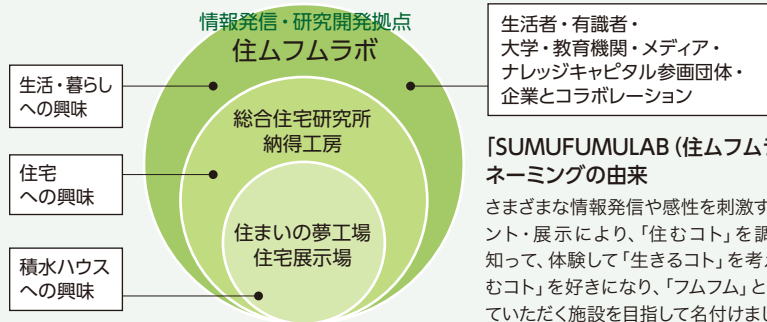 情報発信・研究開発拠点
住ムフムラボ
生活・暮らし
への興味
総合住宅研究所
納得工房
住宅
への興味
住まいの夢工場
住宅展示場
積水ハウス
への興味
生活者・有識者・
大学・教育機関・メディア・
ナレッジキャピタル参画団体・
企業とコラボレーション
「SUMUFUMULAB（住ムフム
ネーミングの由来
さまざまな情報発信や感性を刺激す
ント・展示により、「住むコト」を調
知って、体験して「生きるコト」を考
むコト」を好きになり、「フムフム」と
ていただく施設を目指して名付けまし